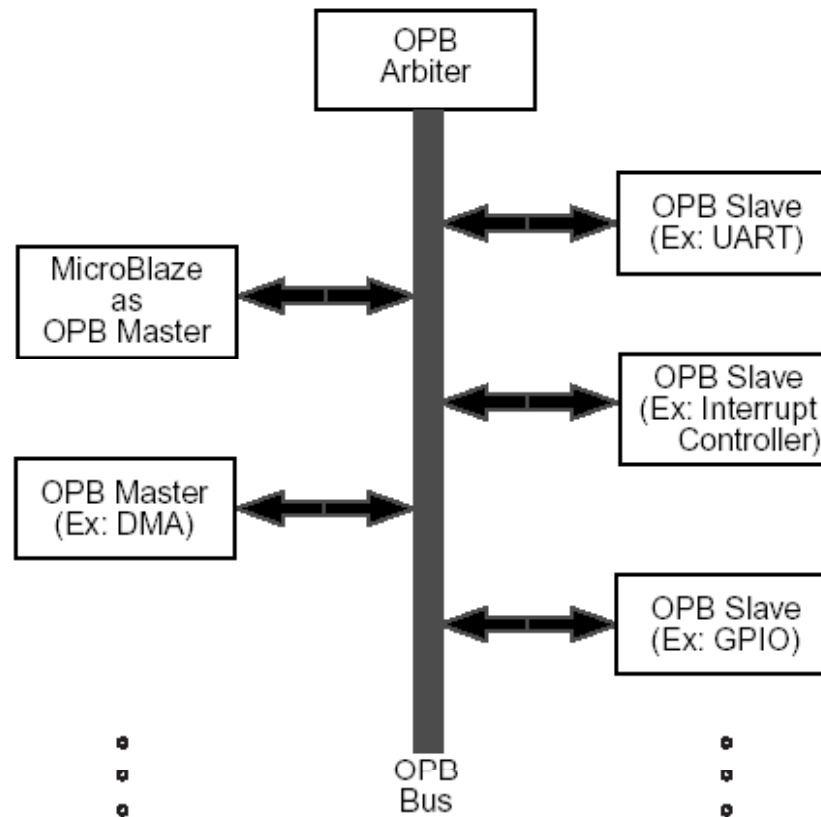 OPB
Arbiter
OPB Slave
(Ex: UART)
MicroBlaze
as
OPB Master
OPB Slave
(Ex: Interrupt
Controller)
OPB Master
(Ex: DMA)
OPB Slave
(Ex: GPIO)
OPB
Bus